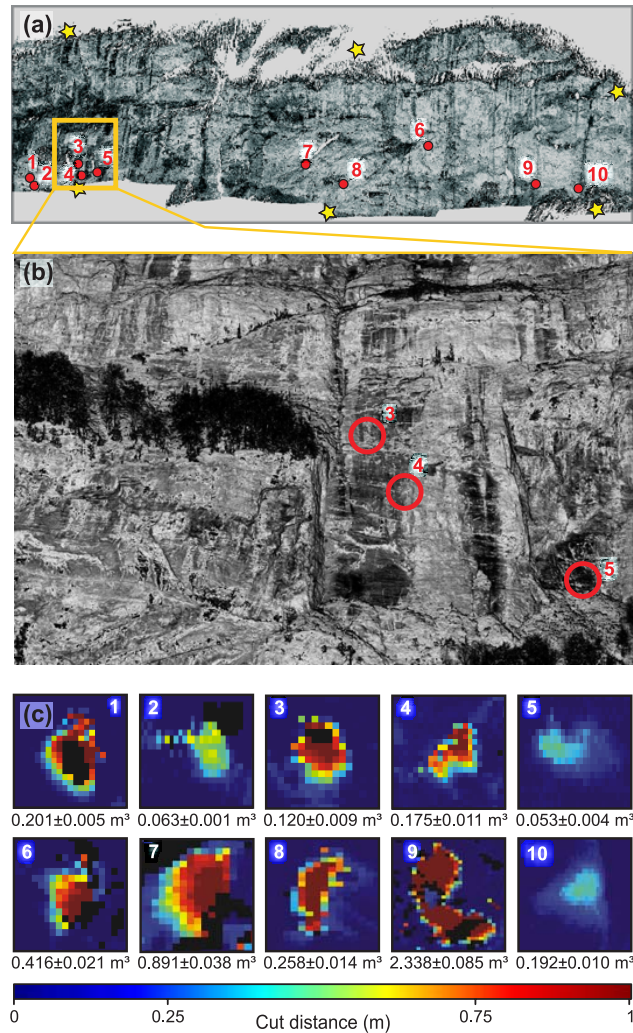 (a)
1
2
3
4
5
6
7
8
9
10
(b)
3
4
5
(c)
1
2
3
4
5
0.201±0.005 m³
0.063±0.001 m³
0.120±0.009 m³
0.175±0.011 m³
0.053±0.004 m³
6
7
8
9
10
0.416±0.021 m³
0.891±0.038 m³
0.258±0.014 m³
2.338±0.085 m³
0.192±0.010 m³
0
0.25
0.75
1
Cut distance (m)